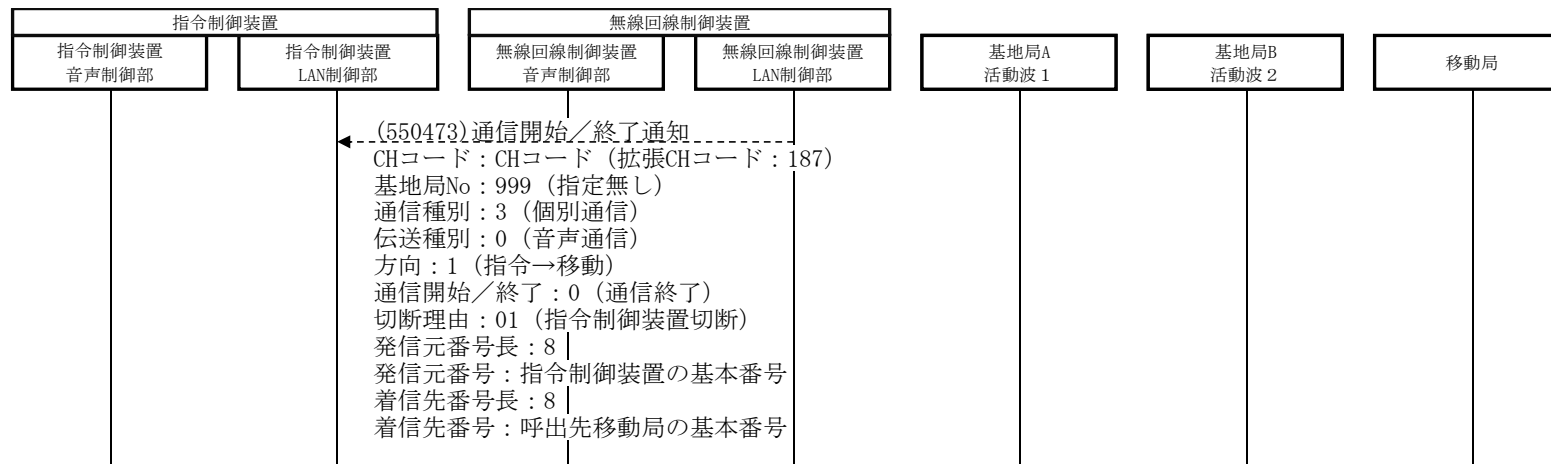 指令制御装置
無線回線制御装置
指令制御装置
音声制御部
指令制御装置
LAN制御部
無線回線制御装置
音声制御部
無線回線制御装置
LAN制御部
基地局A
活動波１
基地局B
活動波２
移動局
(550473)通信開始／終了通知
CHコード：CHコード（拡張CHコード：187）
基地局No：999（指定無し）
通信種別：3（個別通信）
伝送種別：0（音声通信）
方向：1（指令→移動）
通信開始／終了：0（通信終了）
切断理由：01（指令制御装置切断）
発信元番号長：8
発信元番号：指令制御装置の基本番号
着信先番号長：8
着信先番号：呼出先移動局の基本番号